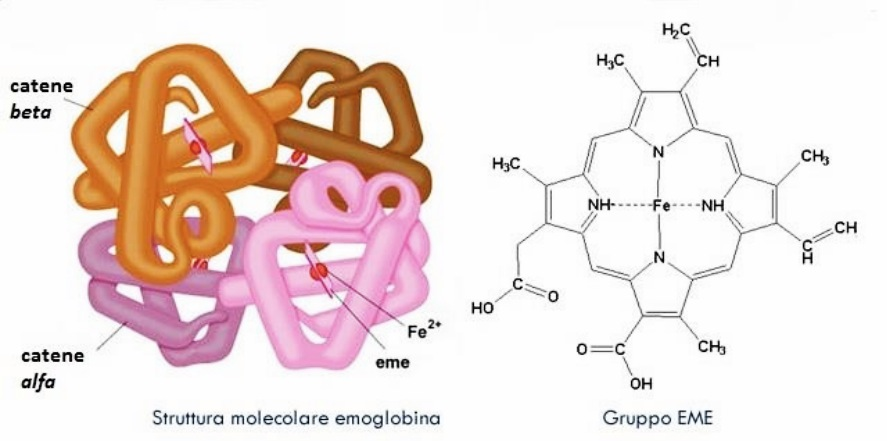 catene
beta
catene
alfa
Fe2+
eme
Struttura molecolare emoglobina
H2C
H3C
CH
N
H3C
CH3
NH
Fe
NH
N
CH
C
H
C
HO
O
CH3
O
C
OH
Gruppo EME